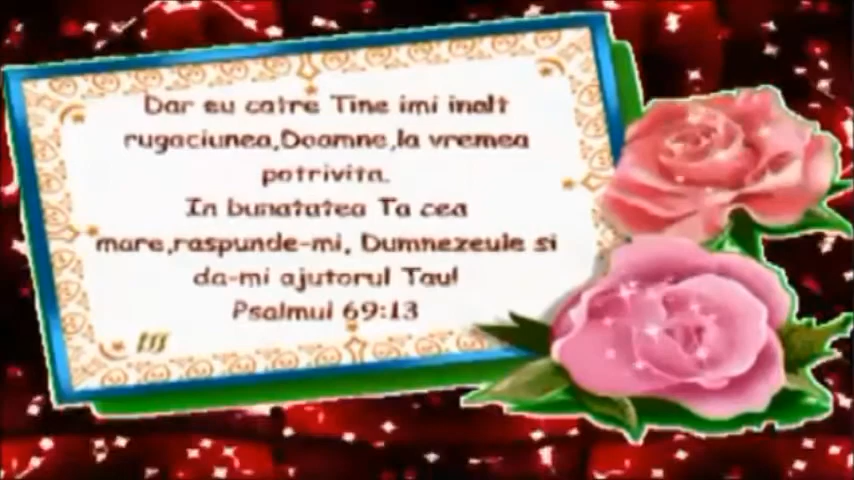 Dar eu catre Tine imi inalt
rugaciunea,Doamne,la vremea
potrivita.
In bunatatea Ta cea
mare,raspunde-mi, Dumnezeule si
da-mi ajutorul Tau!
Psalmul 69:13